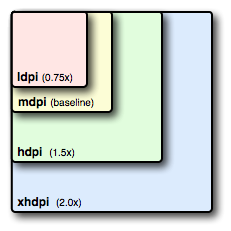 ldpi (0.75x)
mdpi (baseline)
hdpi (1.5x)
xhdpi (2.0x)